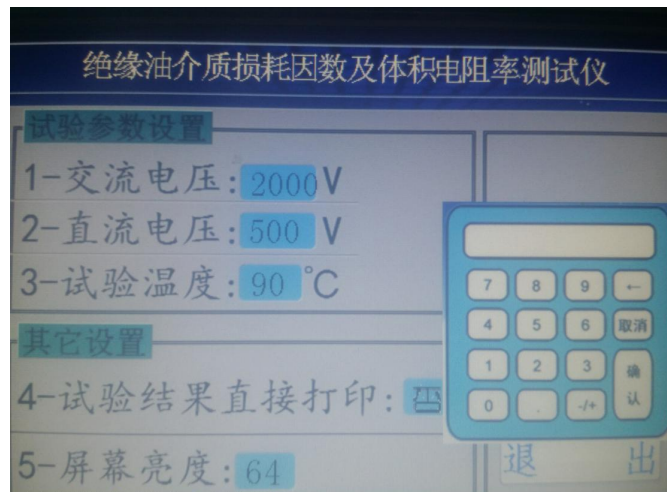 绝缘油介质损耗因数及体积电阻率测试仪
试验参数设置
1-交流电压:2000V
2-直流电压:500 V
3-试验温度:90 ℃
其它设置
4-试验结果直接打印:
5-屏幕亮度:64
7 8 9 ←
4 5 6 取消
1 2 3 确认
0 . -/+
退 出